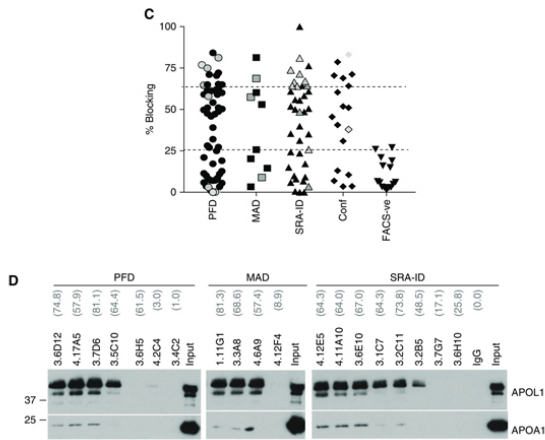 C
% Blocking
100
75
50
25
0
PFD
MAD
SRA-ID
Conf
FACS-ve
D
PFD MAD SRA-ID
(74.8) (57.9) (81.1) (64.4) (61.5) (3.0) (1.0) (81.3) (68.6) (57.4) (8.9) (64.3) (64.0) (67.0) (64.3) (73.8) (48.5) (17.1) (25.8) (0.0)
3.6D12 4.17A5 3.7D6 3.5C10 3.6H5 4.2C4 3.4C2 Input 1.11G1 3.3A8 4.6A9 4.12F4 Input 4.12E5 4.11A10 3.6E10 3.1C7 3.2C11 3.2B5 3.7G7 3.6H10 IgG Input
APOL1
37
25
APOA1